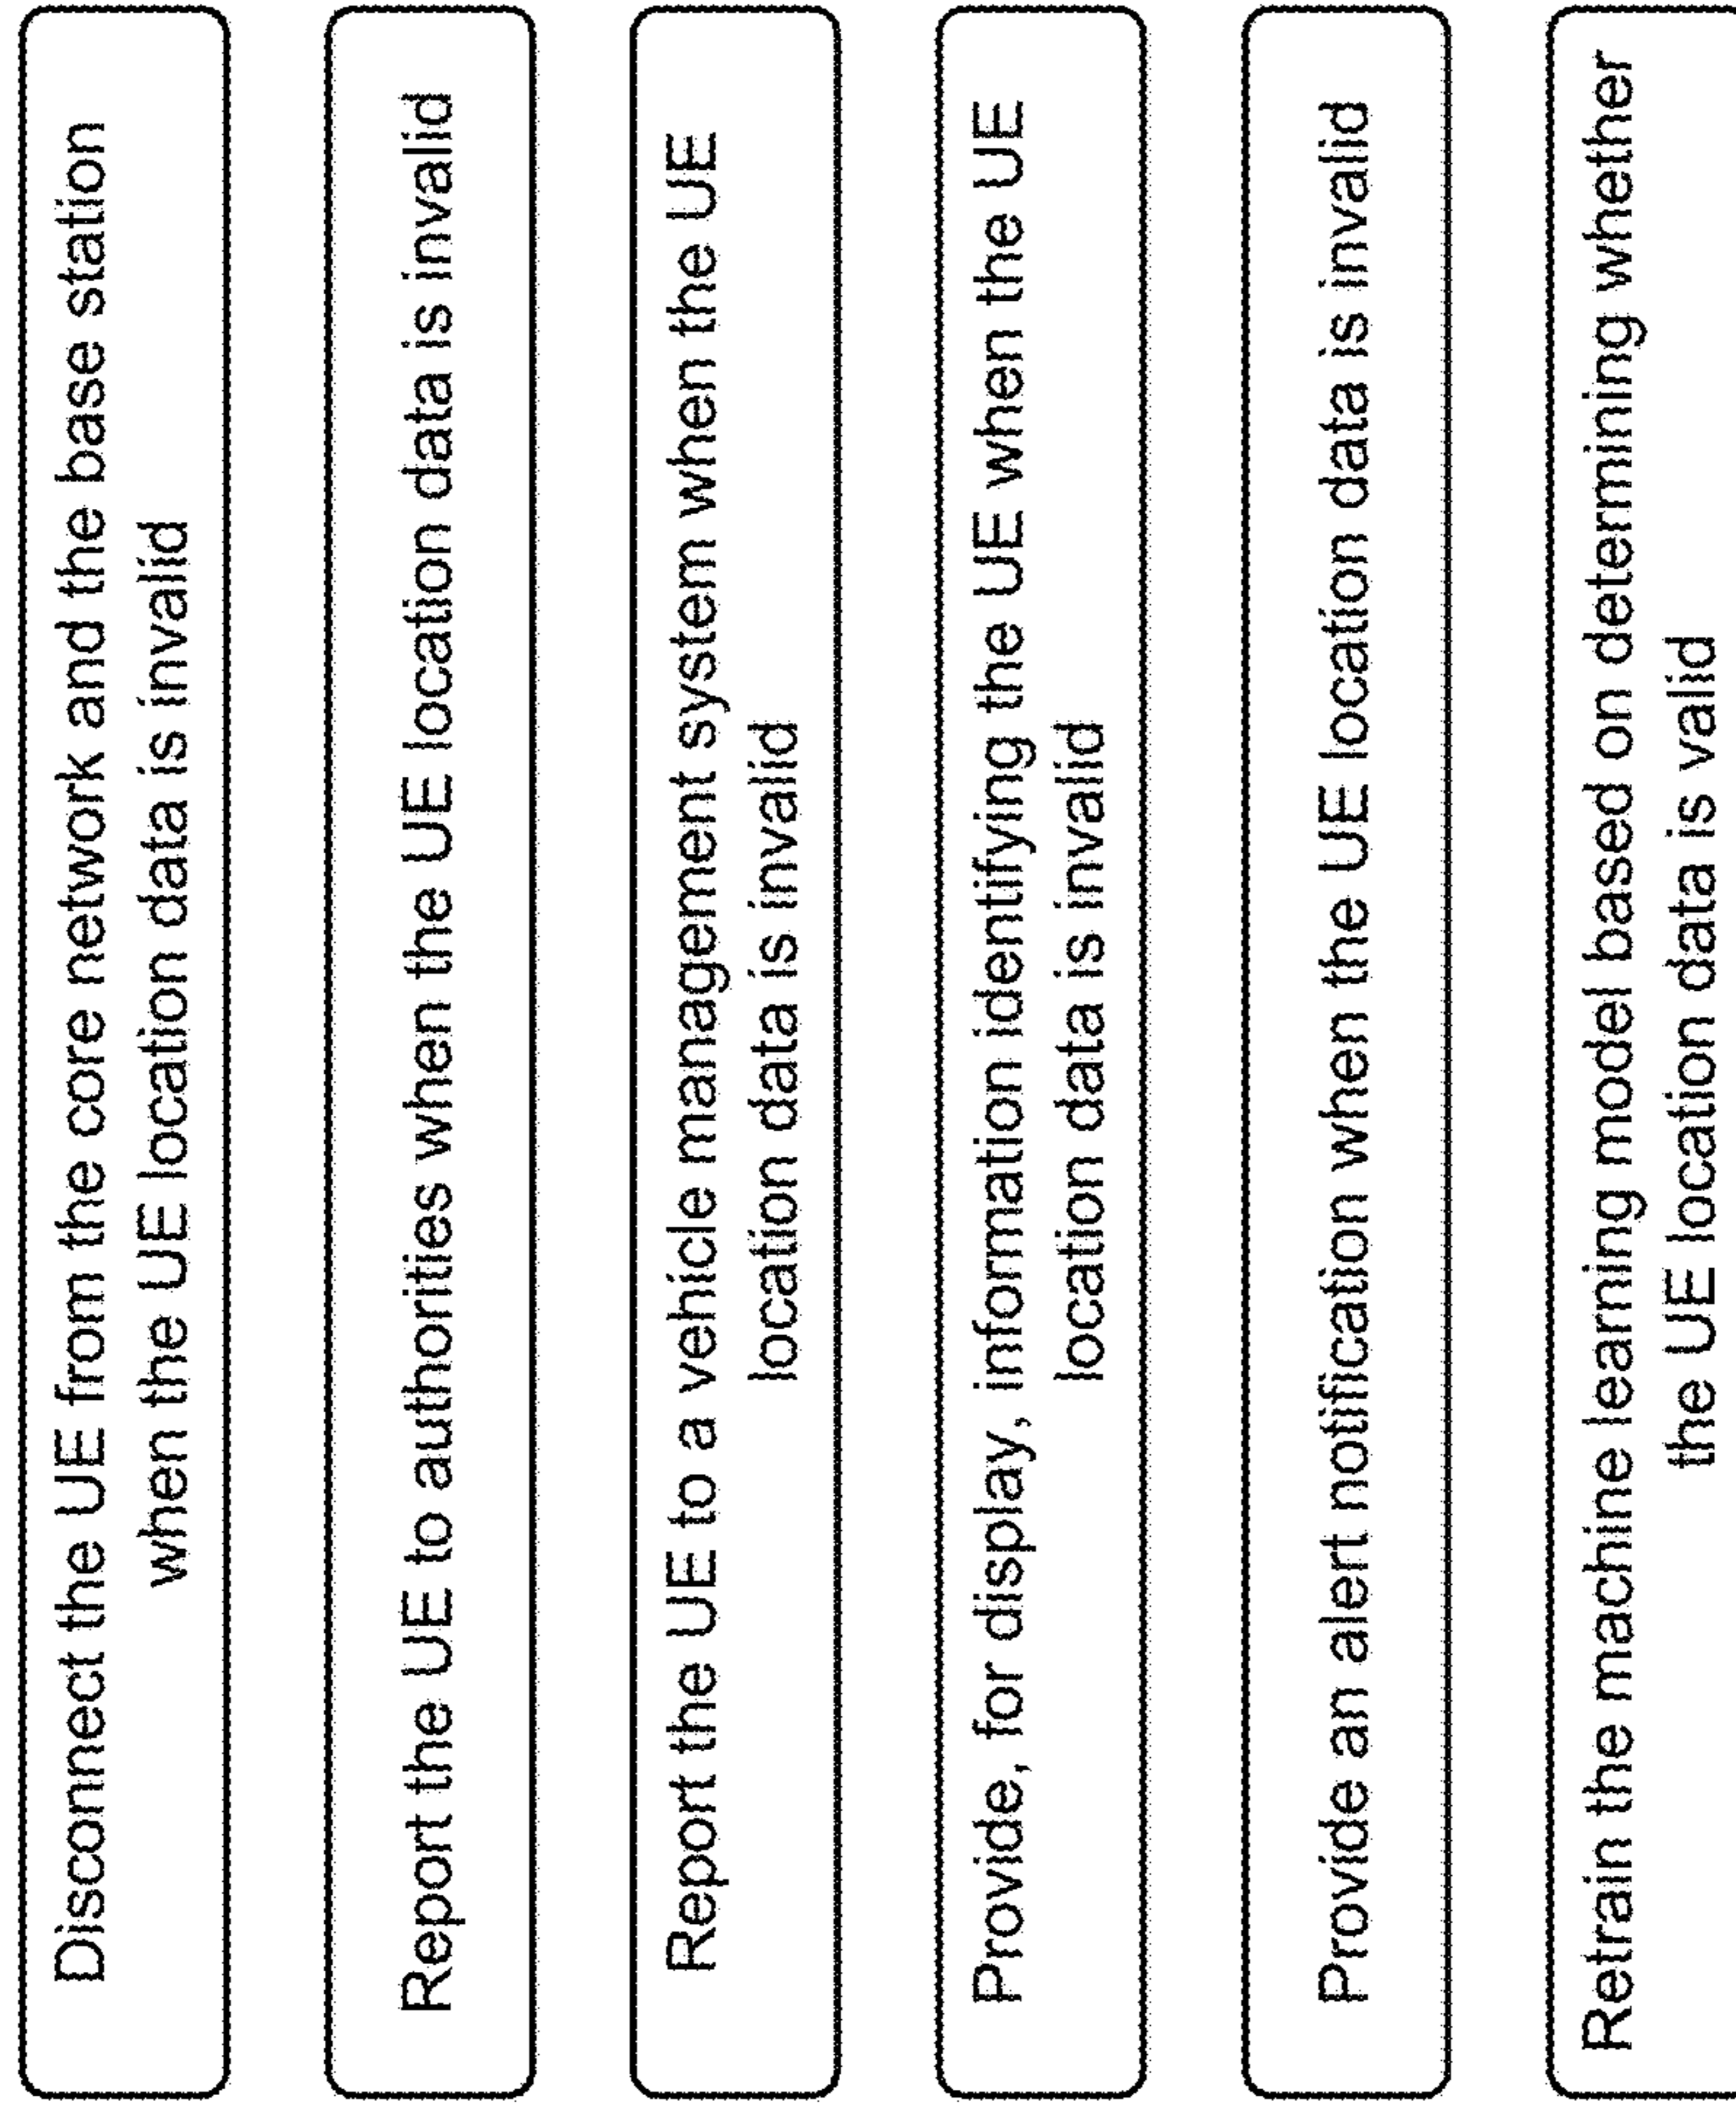 Disconnect the UE from the core network and the base station
when the UE location data is invalid
Report the UE to authorities when the UE location data is invalid
Report the UE to a vehicle management system when the UE
location data is invalid
Provide, for display, information identifying the UE when the UE
location data is invalid
Provide an alert notification when the UE location data is invalid
Retrain the machine learning model based on determining whether
the UE location data is valid